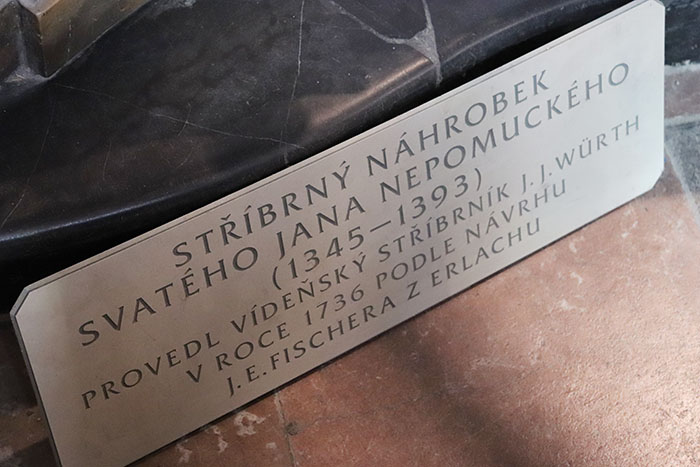 STŘÍBRNÝ NÁHROBEK
SVATÉHO JANA NEPOMUCKÉHO
(1345—1393)
PROVEDL VÍDEŇSKÝ STŘÍBRNÍK J. J. WÜRTH
V ROCE 1736 PODLE NÁVRHU
J. E. FISCHERA Z ERLACHU